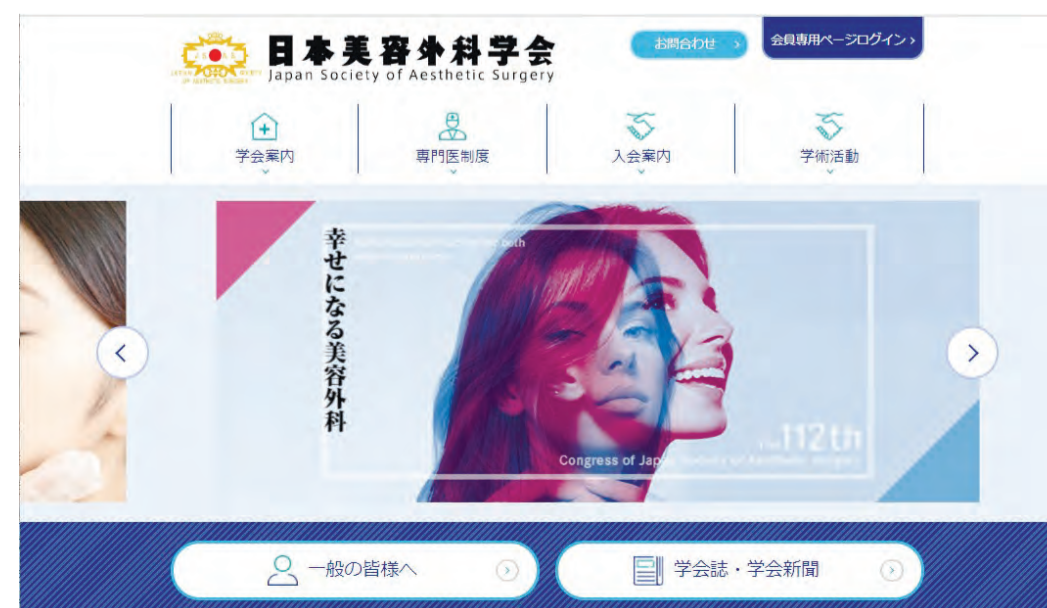 日本美容外科学会
Japan Society of Aesthetic Surgery
お問合わせ
会員専用ページログイン
学会案内
専門医制度
入会案内
学術活動
幸せになる美容外科
112th
Congress of Japan Society of Aesthetic Surgery
一般の皆様へ
学会誌・学会新聞